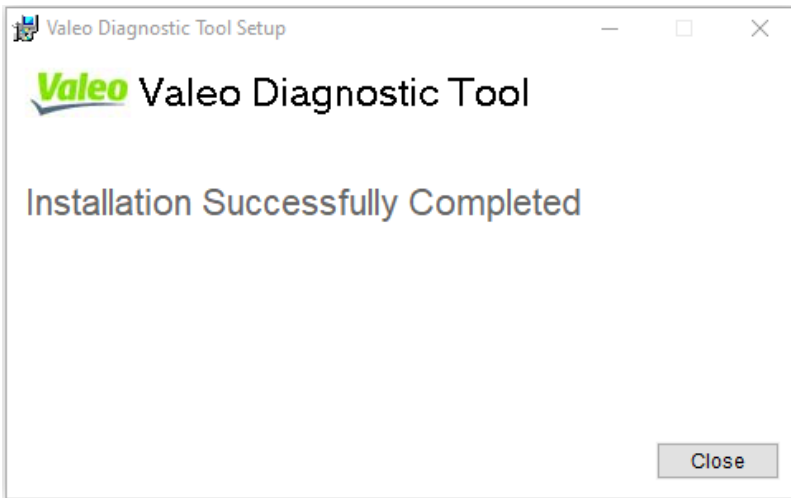 Valeo Diagnostic Tool Setup
Valeo Valeo Diagnostic Tool
Installation Successfully Completed
Close